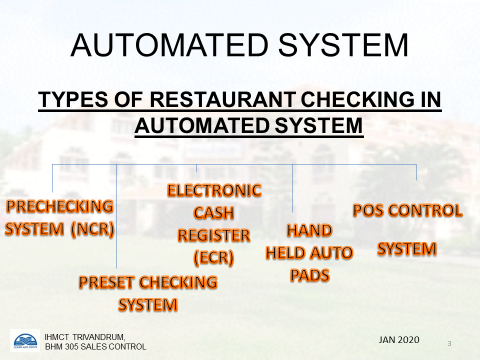 AUTOMATED SYSTEM
TYPES OF RESTAURANT CHECKING IN
AUTOMATED SYSTEM
PRECHECKING
SYSTEM (NCR)
PRESET CHECKING
SYSTEM
ELECTRONIC
CASH
REGISTER
(ECR)
HAND
HELD AUTO
PADS
POS CONTROL
SYSTEM
IHMCT TRIVANDRUM,
BHM 305 SALES CONTROL
JAN 2020
3